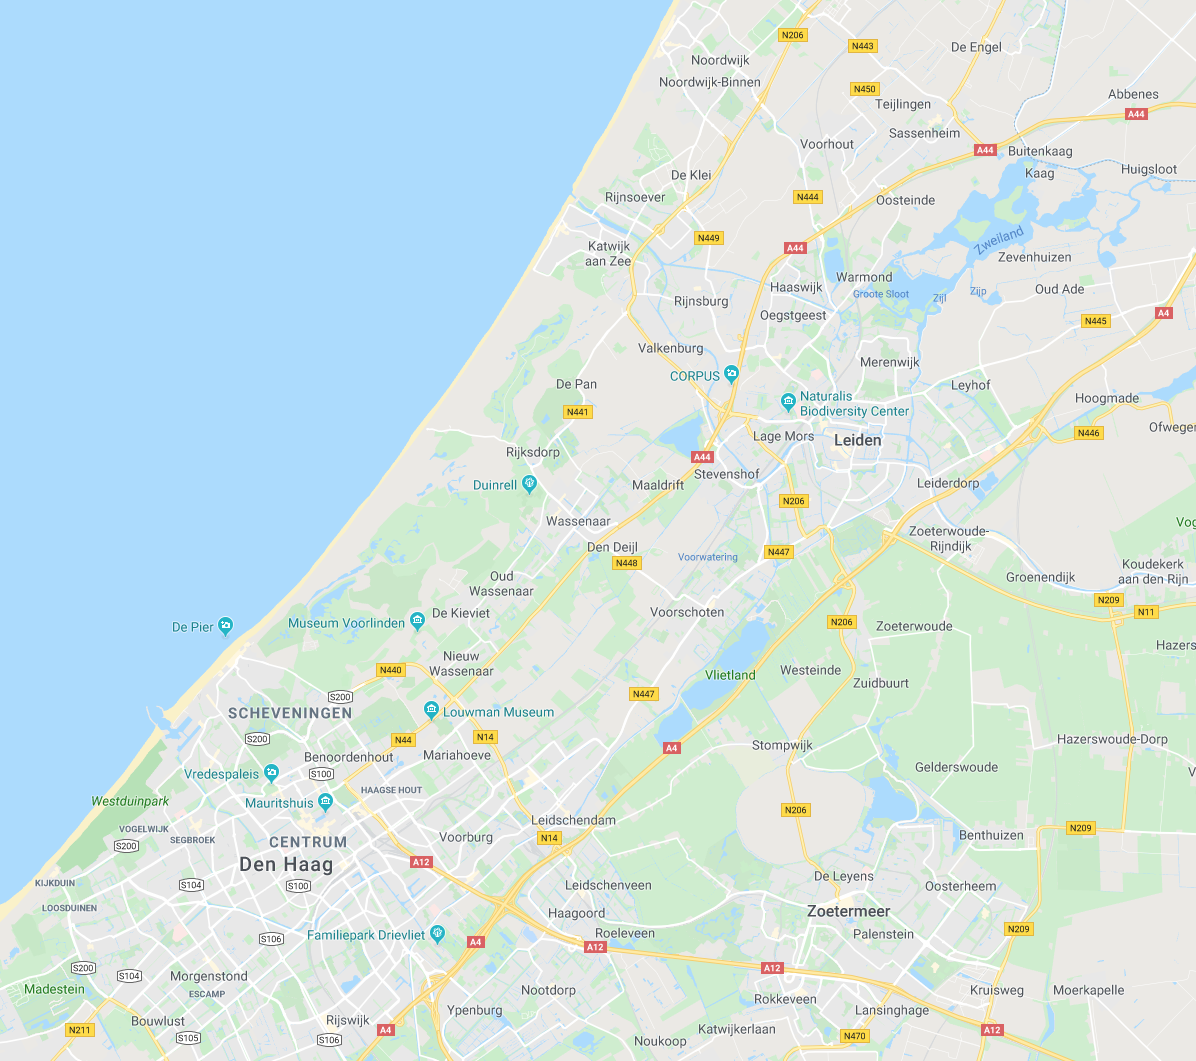 N206
N443
De Engel
Noordwijk
Noordwijk-Binnen
N450
Teijlingen
Abbenes
A44
Sassenheim
Voorhout
A44
Buitenkaag
Kaag
Huigsloot
De Klei
Rijnsoever
N444
Oosteinde
N449
A44
Zweiland
Katwijk
aan Zee
Zevenhuizen
Warmond
Haaswijk
Groote Sloot
Zijl
Zijp
Oud Ade
Rijnsburg
Oegstgeest
A4
N445
Valkenburg
Merenwijk
CORPUS
Leyhof
De Pan
Naturalis
Biodiversity Center
Hoogmade
N441
Lage Mors
Leiden
N446
Ofwegen
Rijksdorp
A44
Stevenshof
Duinrell
Maaldrift
Leiderdorp
N206
Wassenaar
Zoeterwoude-
Rijndijk
Den Deijl
Voorwatering
N447
N448
Koudekerk
aan den Rijn
Oud
Wassenaar
Groenendijk
N209
N11
De Pier
Museum Voorlinden
De Kieviet
Voorschoten
N206
Zoeterwoude
Nieuw
Wassenaar
N440
Vlietland
Westeinde
Zuidbuurt
S200
N447
SCHEVENINGEN
Louwman Museum
S200
N44
N14
A4
Stompwijk
Hazerswoude-Dorp
Benoordenhout
Mariahoeve
Gelderswoude
Vredespaleis
S100
HAAGSE HOUT
Westduinpark
Mauritshuis
N206
VOGELWIJK
Leidschendam
SEGBROEK
CENTRUM
Voorburg
N14
N209
Benthuizen
S200
Den Haag
A12
De Leyens
KIJKDUIN
S104
S100
Leidschenveen
Oosterheem
LOOSDUINEN
Haagoord
Zoetermeer
S106
Familiepark Drievliet
A4
Roeleveen
A12
Palenstein
N209
S200
S104
Morgenstond
A12
Madestein
ESCAMP
Nootdorp
Rokkeveen
Kruisweg
Moerkapelle
Ypenburg
Lansinghage
N211
Bouwlust
S105
Rijswijk
A4
S106
Noukoop
Katwijkerlaan
N470
A12